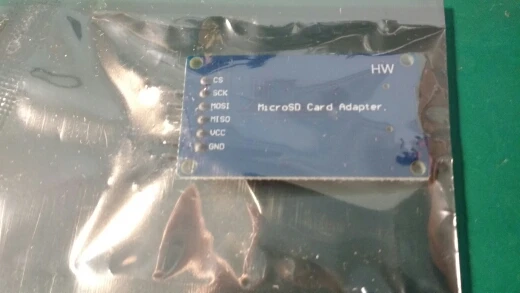 HW
CS
SCK
MOSI
MISO
VCC
GND
MicroSD Card Adapter.